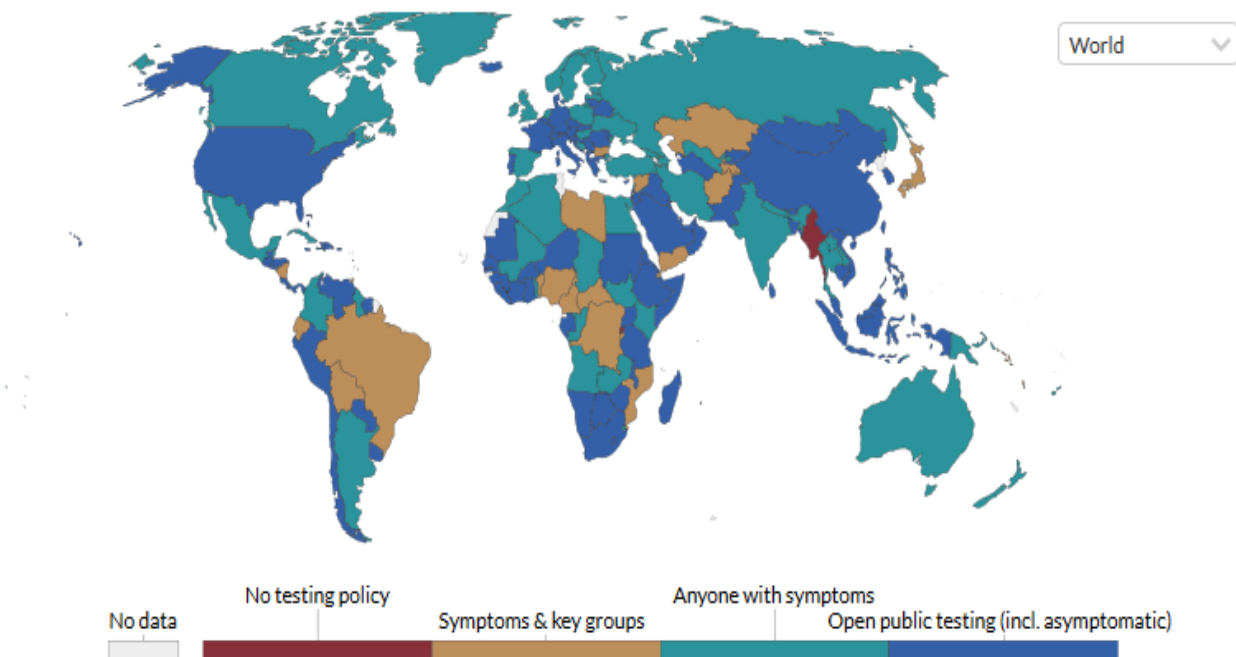 World
No testing policy
Anyone with symptoms
No data
Symptoms & key groups
Open public testing (incl. asymptomatic)